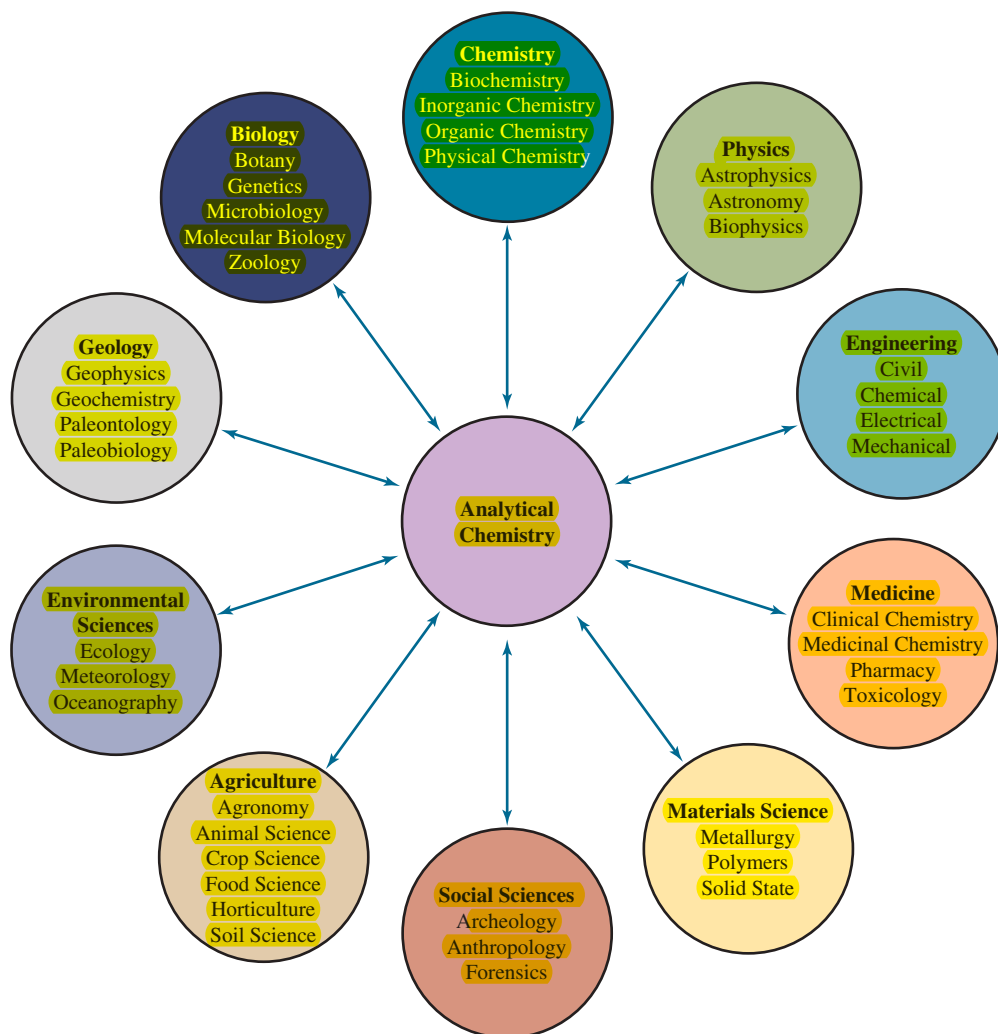 Chemistry
Biochemistry
Inorganic Chemistry
Organic Chemistry
Physical Chemistry
Biology
Botany
Genetics
Microbiology
Molecular Biology
Zoology
Physics
Astrophysics
Astronomy
Biophysics
Geology
Geophysics
Geochemistry
Paleontology
Paleobiology
Engineering
Civil
Chemical
Electrical
Mechanical
Analytical
Chemistry
Environmental
Sciences
Ecology
Meteorology
Oceanography
Medicine
Clinical Chemistry
Medicinal Chemistry
Pharmacy
Toxicology
Agriculture
Agronomy
Animal Science
Crop Science
Food Science
Horticulture
Soil Science
Social Sciences
Archeology
Anthropology
Forensics
Materials Science
Metallurgy
Polymers
Solid State